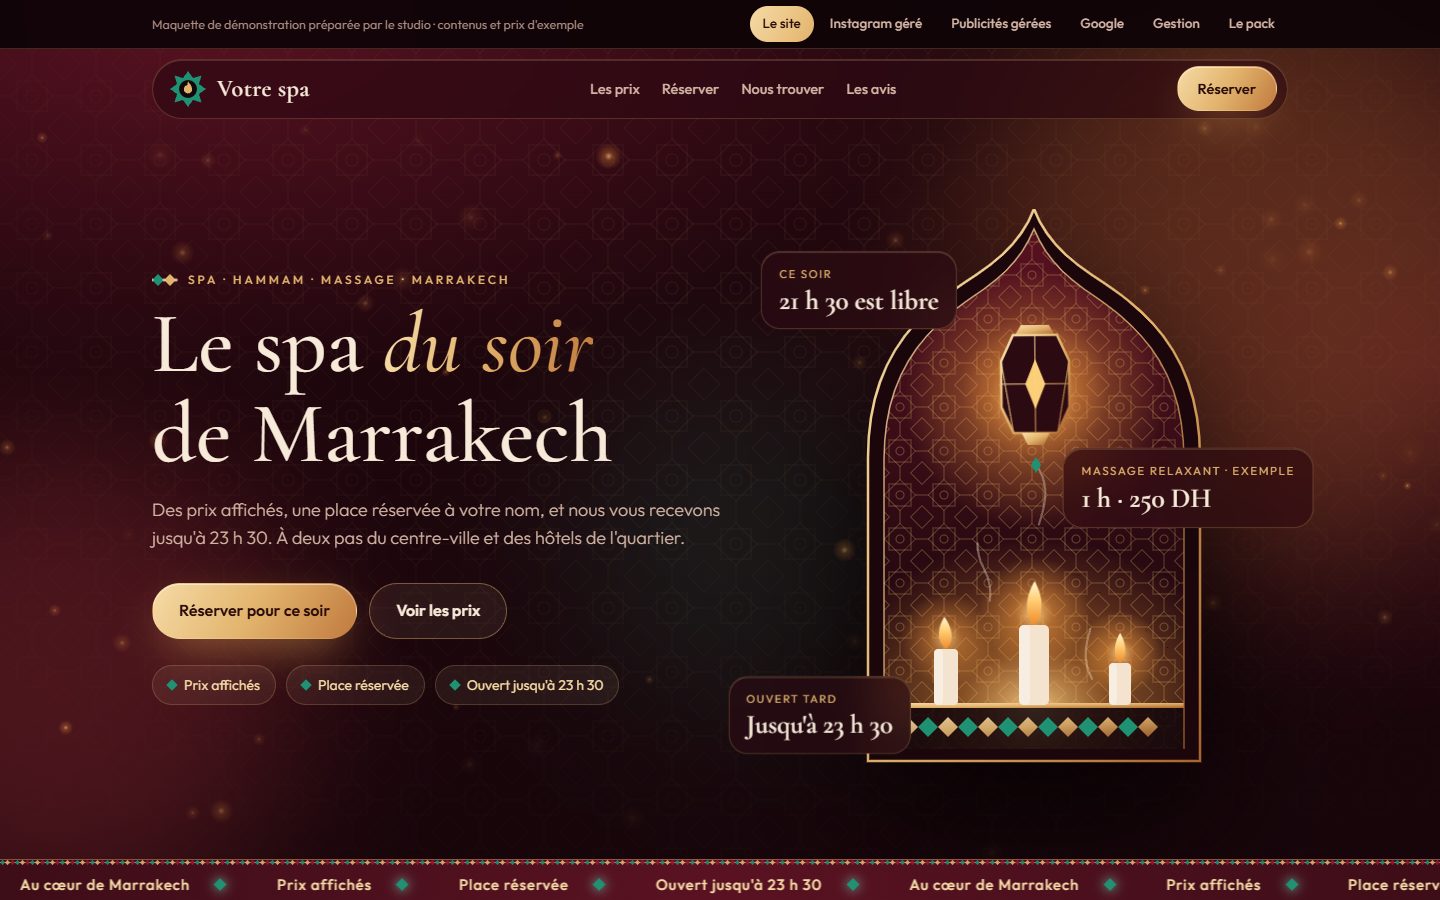 Maquette de démonstration préparée par le studio · contenus et prix d'exemple
Le site
Instagram géré
Publicités gérées
Google
Gestion
Le pack
Votre spa
Les prix
Réserver
Nous trouver
Les avis
Réserver
SPA · HAMMAM · MASSAGE · MARRAKECH
Le spa du soir
de Marrakech
Des prix affichés, une place réservée à votre nom, et nous vous recevons
jusqu'à 23 h 30. À deux pas du centre-ville et des hôtels de l'quartier.
Réserver pour ce soir
Voir les prix
Prix affichés
Place réservée
Ouvert jusqu'à 23 h 30
CE SOIR
21 h 30 est libre
MASSAGE RELAXANT · EXEMPLE
1 h · 250 DH
OUVERT TARD
Jusqu'à 23 h 30
Au cœur de Marrakech
Prix affichés
Place réservée
Ouvert jusqu'à 23 h 30
Au cœur de Marrakech
Prix affichés
Place réserv